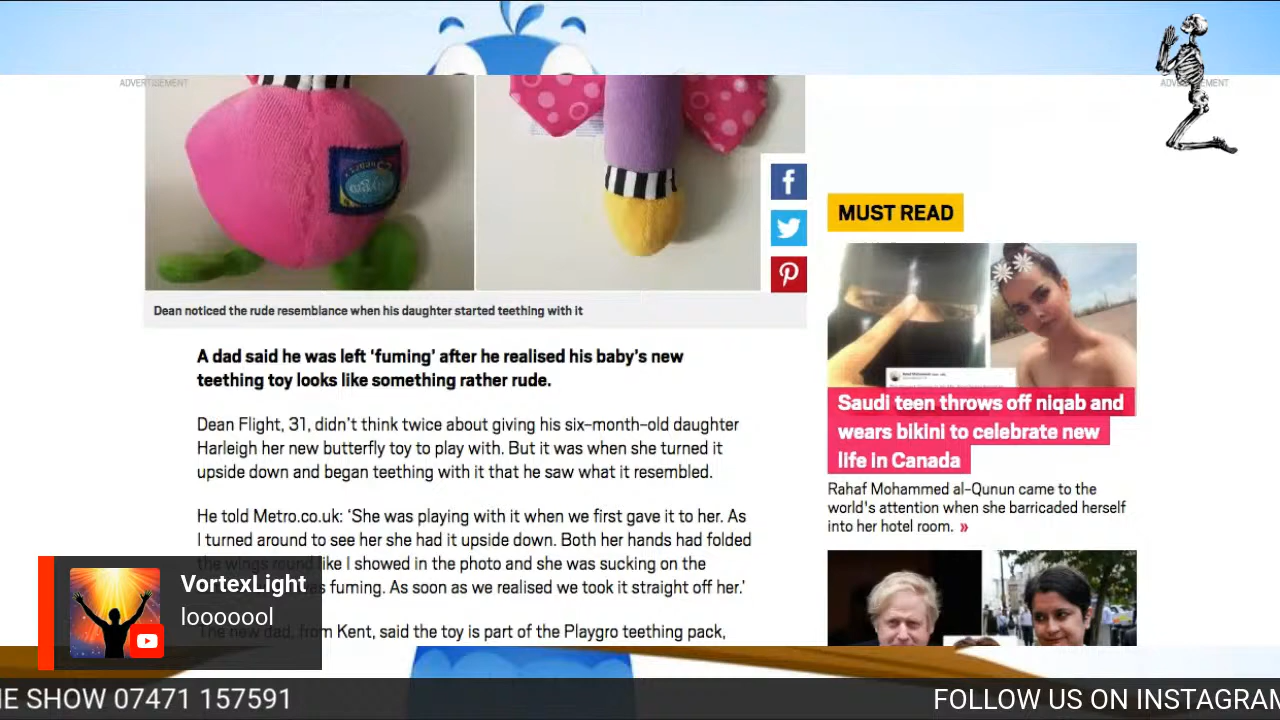 ADVERTISEMENT
Dean noticed the rude resemblance when his daughter started teething with it
A dad said he was left ‘fuming’ after he realised his baby’s new
teething toy looks like something rather rude.
Dean Flight, 31, didn’t think twice about giving his six-month-old daughter
Harleigh her new butterfly toy to play with. But it was when she turned it
upside down and began teething with it that he saw what it resembled.
He told Metro.co.uk: ‘She was playing with it when we first gave it to her. As
I turned around to see her she had it upside down. Both her hands had folded
the wings round like I showed in the photo and she was sucking on the
fuming. As soon as we realised we took it straight off her.’
The new dad, from Kent, said the toy is part of the Playgro teething pack,
MUST READ
Saudi teen throws off niqab and
wears bikini to celebrate new
life in Canada
Rahaf Mohammed al-Qunun came to the
world's attention when she barricaded herself
into her hotel room. »
VortexLight
looooool
E SHOW 07471 157591
FOLLOW US ON INSTAGRAM